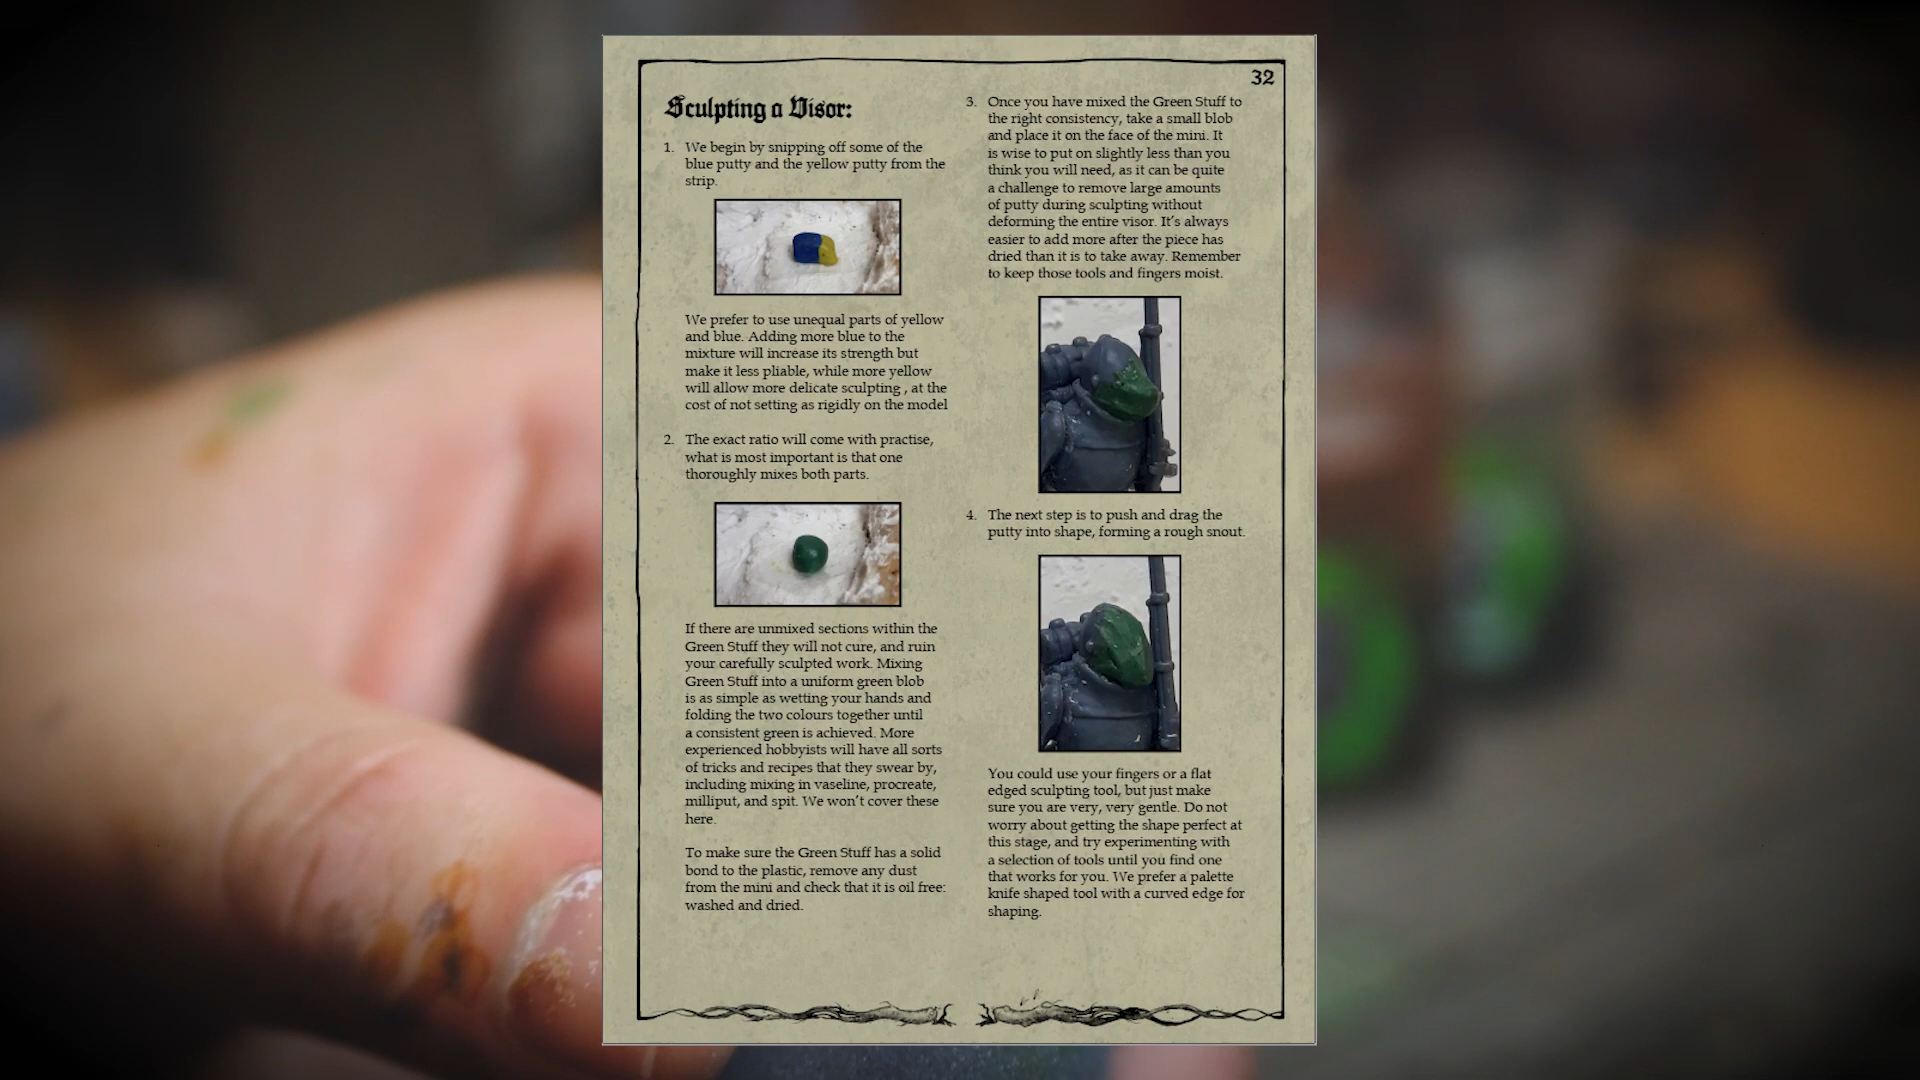 32
Sculpting a Visor:
1. We begin by snipping off some of the
blue putty and the yellow putty from the
strip.
We prefer to use unequal parts of yellow
and blue. Adding more blue to the
mixture will increase its strength but
make it less pliable, while more yellow
will allow more delicate sculpting , at the
cost of not setting as rigidly on the model
2. The exact ratio will come with practise,
what is most important is that one
thoroughly mixes both parts.
If there are unmixed sections within the
Green Stuff they will not cure, and ruin
your carefully sculpted work. Mixing
Green Stuff into a uniform green blob
is as simple as wetting your hands and
folding the two colours together until
a consistent green is achieved. More
experienced hobbyists will have all sorts
of tricks and recipes that they swear by,
including mixing in vaseline, procreate,
milliput, and spit. We won't cover these
here.
To make sure the Green Stuff has a solid
bond to the plastic, remove any dust
from the mini and check that it is oil free:
washed and dried.
3. Once you have mixed the Green Stuff to
the right consistency, take a small blob
and place it on the face of the mini. It
is wise to put on slightly less than you
think you will need, as it can be quite
a challenge to remove large amounts
of putty during sculpting without
deforming the entire visor. It's always
easier to add more after the piece has
dried than it is to take away. Remember
to keep those tools and fingers moist.
4. The next step is to push and drag the
putty into shape, forming a rough snout.
You could use your fingers or a flat
edged sculpting tool, but just make
sure you are very, very gentle. Do not
worry about getting the shape perfect at
this stage, and try experimenting with
a selection of tools until you find one
that works for you. We prefer a palette
knife shaped tool with a curved edge for
shaping.